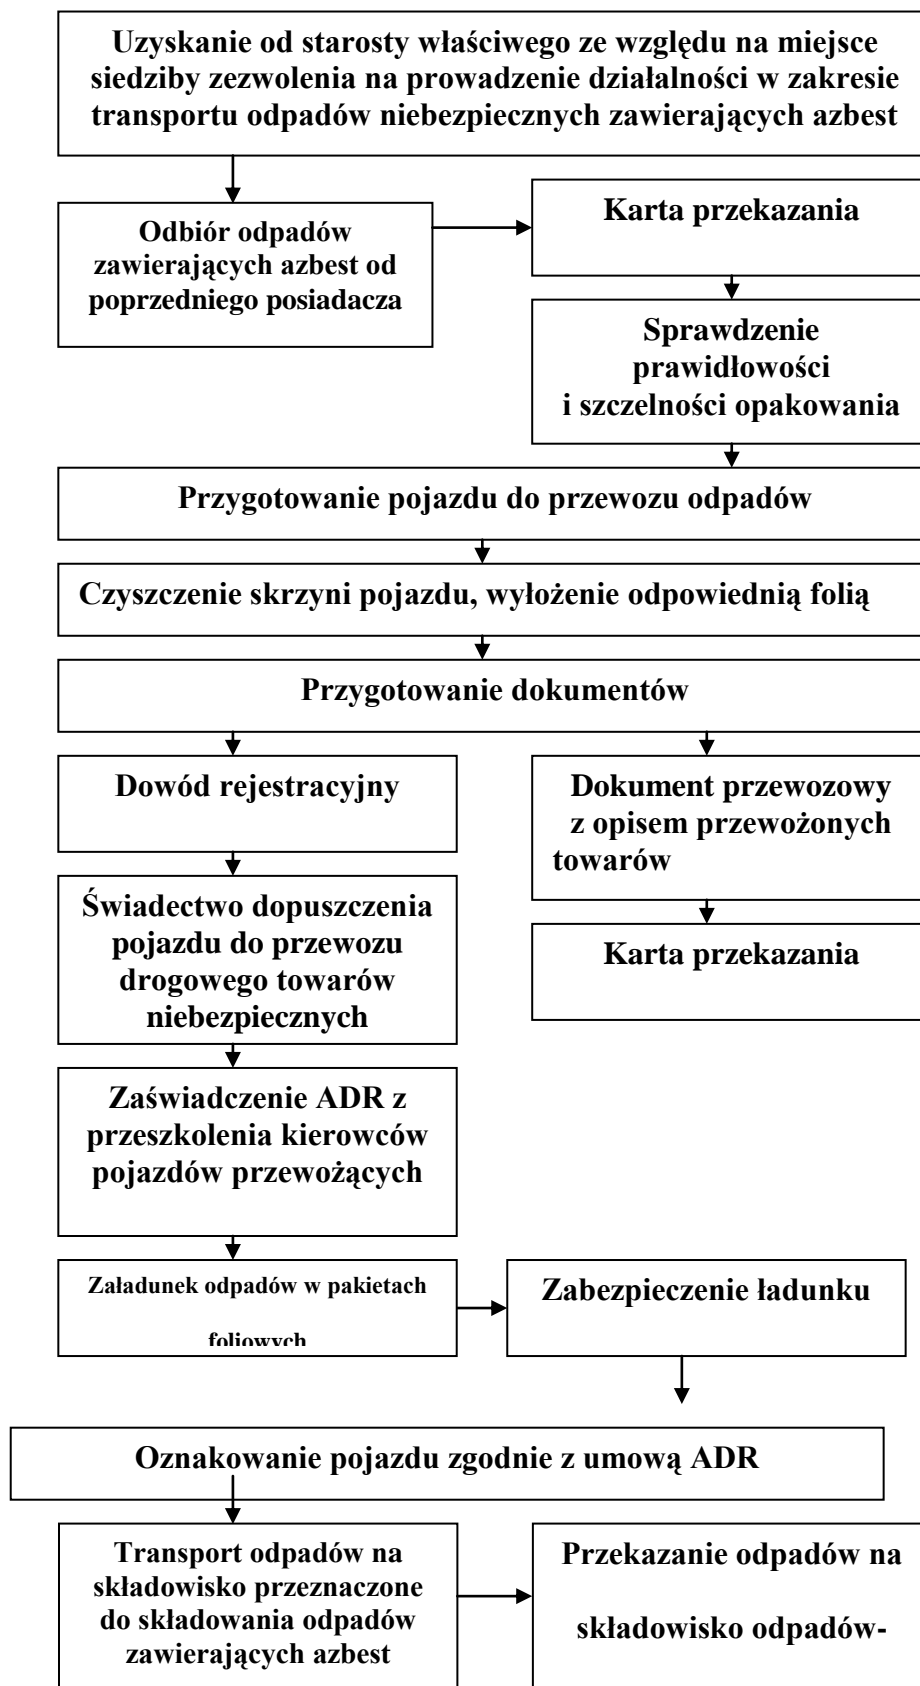 Uzyskanie od starosty właściwego ze względu na miejsce
siedziby zezwolenia na prowadzenie działalności w zakresie
transportu odpadów niebezpiecznych zawierających azbest
Odbiór odpadów
zawierających azbest od
poprzedniego posiadacza
Karta przekazania
Sprawdzenie
prawidłowości
i szczelności opakowania
Przygotowanie pojazdu do przewozu odpadów
Czyszczenie skrzyni pojazdu, wyłożenie odpowiednią folią
Przygotowanie dokumentów
Dowód rejestracyjny
Świadectwo dopuszczenia
pojazdu do przewozu
drogowego towarów
niebezpiecznych
Zaświadczenie ADR z
przeszkolenia kierowców
pojazdów przewożących
Dokument przewozowy
z opisem przewożonych
towarów
Karta przekazania
Załadunek odpadów w pakietach
foliowych
Zabezpieczenie ładunku
Oznakowanie pojazdu zgodnie z umową ADR
Transport odpadów na
składowisko przeznaczone
do składowania odpadów
zawierających azbest
Przekazanie odpadów na
składowisko odpadów-